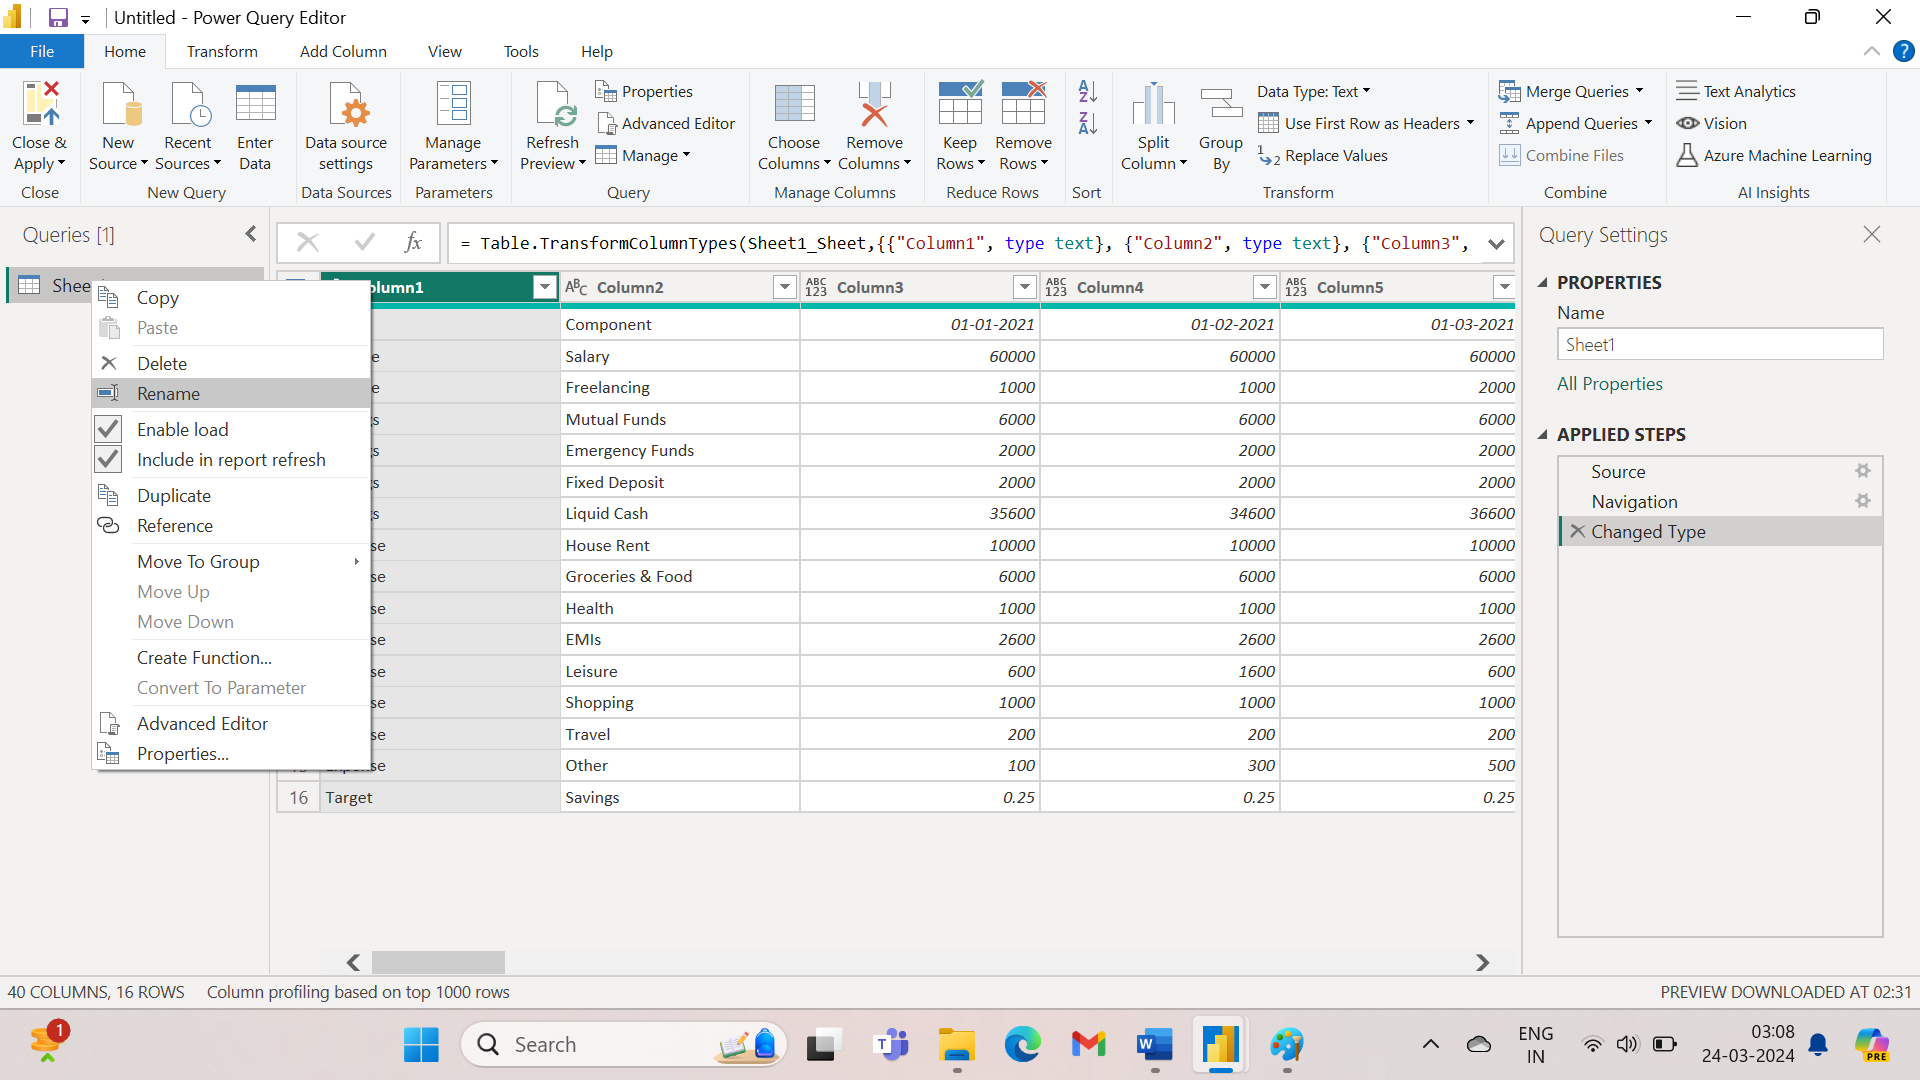 Untitled - Power Query Editor
File Home Transform Add Column View Tools Help
Close & Apply
Close
New Source
Recent Sources
Enter Data
New Query
Data source settings
Data Sources
Manage Parameters
Parameters
Refresh Preview
Properties
Advanced Editor
Manage
Query
Choose Columns
Remove Columns
Manage Columns
Keep Rows
Remove Rows
Reduce Rows
Sort
Split Column
Group By
Data Type: Text
Use First Row as Headers
Replace Values
Transform
Merge Queries
Append Queries
Combine Files
Combine
Text Analytics
Vision
Azure Machine Learning
AI Insights
Queries [1]
fx
= Table.TransformColumnTypes(Sheet1_Sheet,{{"Column1", type text}, {"Column2", type text}, {"Column3",
Shee
Copy
Paste
Delete
Rename
Enable load
Include in report refresh
Duplicate
Reference
Move To Group
Move Up
Move Down
Create Function...
Convert To Parameter
Advanced Editor
Properties...
olumn1 ABC Column2 ABC 123 Column3 ABC 123 Column4 ABC 123 Column5
Component 01-01-2021 01-02-2021 01-03-2021
e Salary 60000 60000 60000
e Freelancing 1000 1000 2000
s Mutual Funds 6000 6000 6000
s Emergency Funds 2000 2000 2000
s Fixed Deposit 2000 2000 2000
s Liquid Cash 35600 34600 36600
se House Rent 10000 10000 10000
se Groceries & Food 6000 6000 6000
se Health 1000 1000 1000
se EMIs 2600 2600 2600
se Leisure 600 1600 600
se Shopping 1000 1000 1000
se Travel 200 200 200
se Other 100 300 500
16 Target Savings 0.25 0.25 0.25
Query Settings
PROPERTIES
Name
Sheet1
All Properties
APPLIED STEPS
Source
Navigation
Changed Type
40 COLUMNS, 16 ROWS Column profiling based on top 1000 rows PREVIEW DOWNLOADED AT 02:31
1
Search
ENG
IN
03:08
24-03-2024
PRE